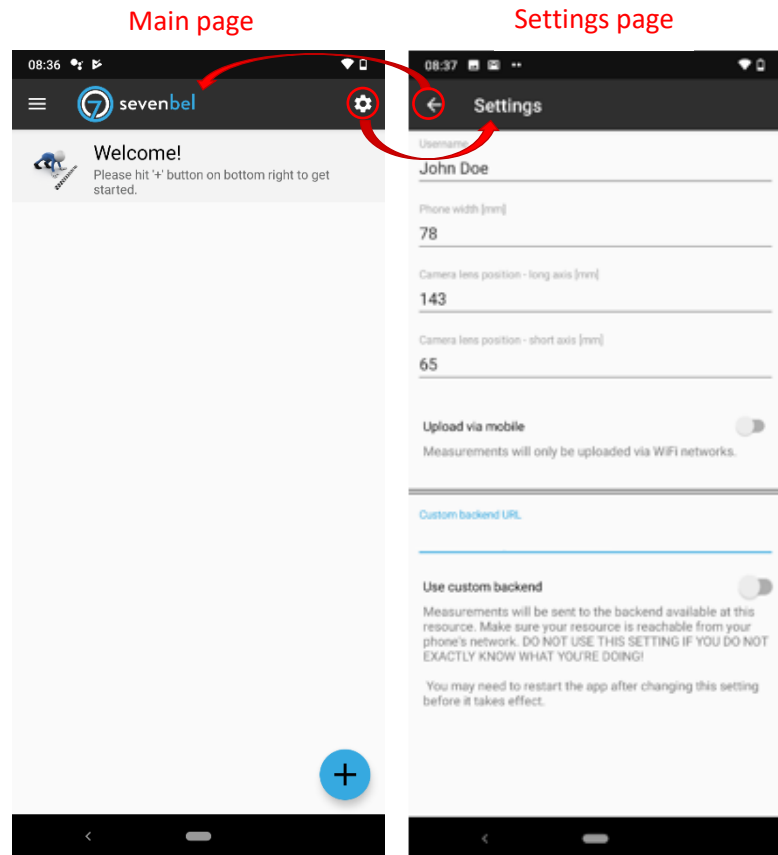 Main page
Settings page
08:36
sevenbel
Welcome!
Please hit '+' button on bottom right to get
started.
08:37
Settings
Username
John Doe
Phone width [mm]
78
Camera lens position - long axis [mm]
143
Camera lens position - short axis [mm]
65
Upload via mobile
Measurements will only be uploaded via WiFi networks.
Custom backend URL
Use custom backend
Measurements will be sent to the backend available at this
resource. Make sure your resource is reachable from your
phone's network. DO NOT USE THIS SETTING IF YOU DO NOT
EXACTLY KNOW WHAT YOU'RE DOING!
You may need to restart the app after changing this setting
before it takes effect.